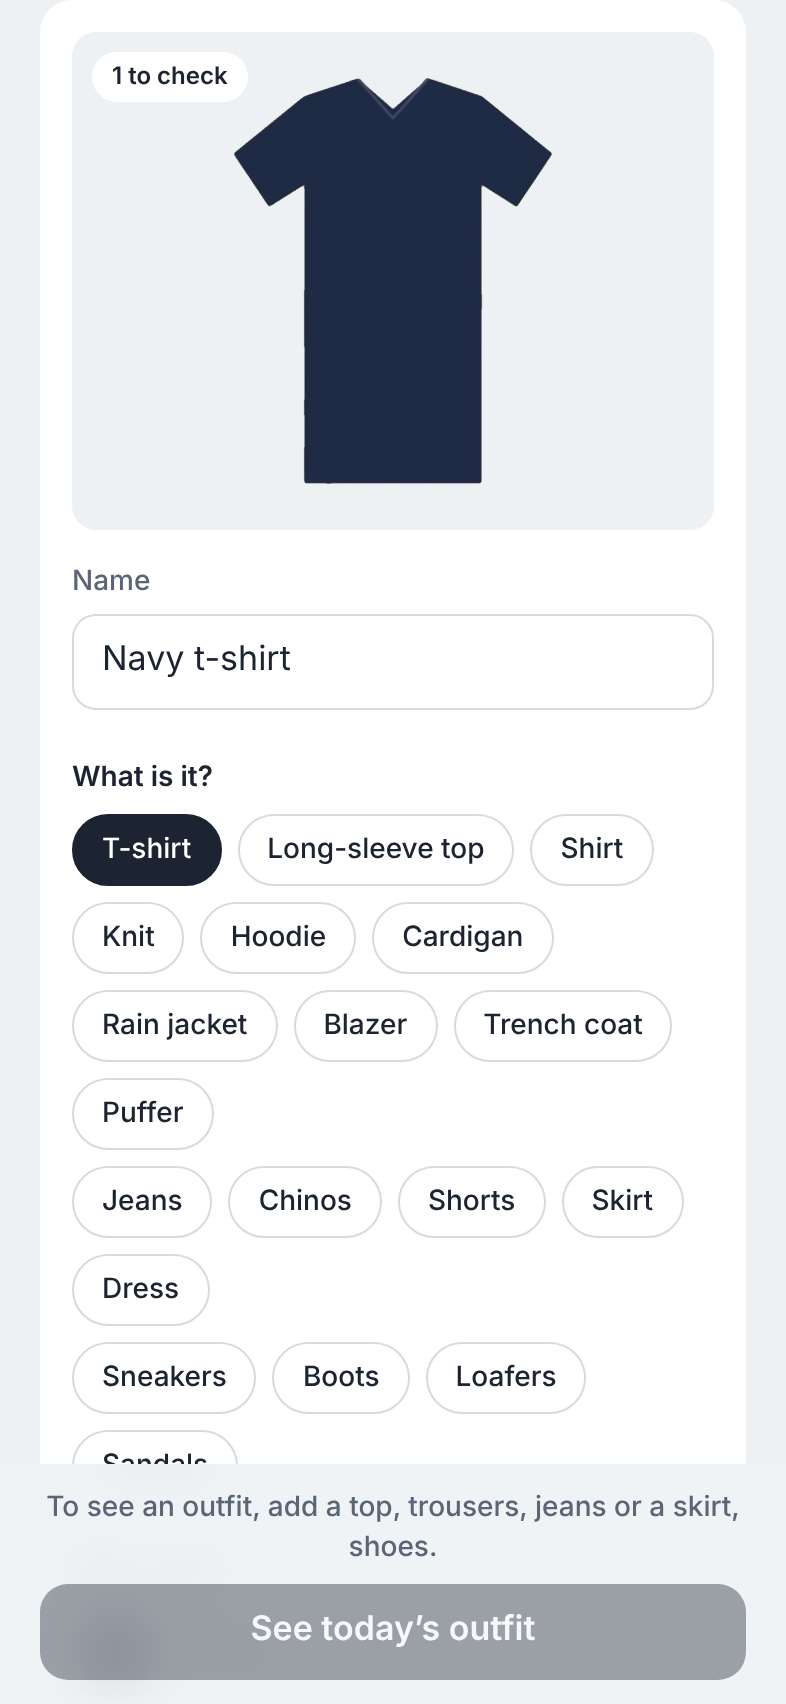 1 to check
Name
Navy t-shirt
What is it?
T-shirt Long-sleeve top Shirt
Knit Hoodie Cardigan
Rain jacket Blazer Trench coat
Puffer
Jeans Chinos Shorts Skirt
Dress
Sneakers Boots Loafers
Sandals
To see an outfit, add a top, trousers, jeans or a skirt,
shoes.
See today’s outfit